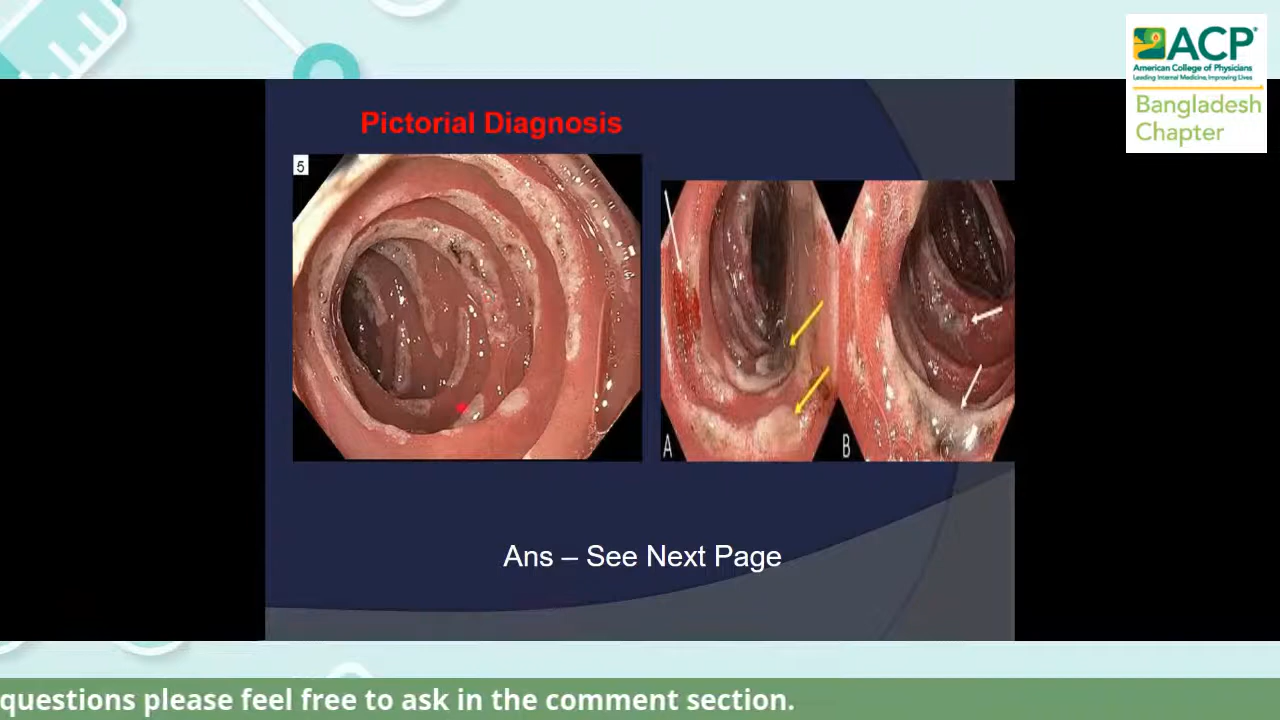 ACP®
American College of Physicians
Leading Internal Medicine, Improving Lives
Bangladesh
Chapter
Pictorial Diagnosis
5
A
B
Ans – See Next Page
questions please feel free to ask in the comment section.